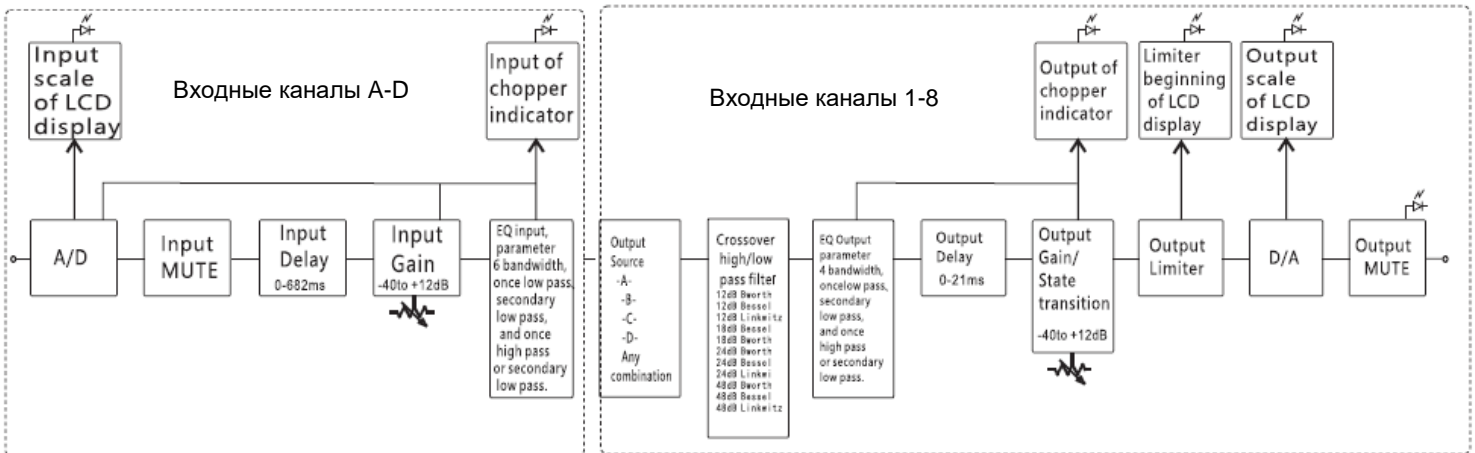 Input
scale
of LCD
display
Входные каналы A-D
Input of
chopper
indicator
A/D
Input
MUTE
Input
Delay
0-682ms
Input
Gain
-40to +12dB
EQ input,
parameter
6 bandwidth,
once low pass,
secondary
low pass,
and once
high pass
or secondary
low pass.
Входные каналы 1-8
Output of
chopper
indicator
Limiter
beginning
of LCD
display
Output
scale
of LCD
display
Output
Source
-A-
-B-
-C-
-D-
Any
combination
Crossover
high/low
pass filter
12dB Bworth
12dB Bessel
12dB Linkwitz
18dB Bessel
18dB Bworth
24dB Bworth
24dB Bessel
24dB Linkwi
48dB Bworth
48dB Bessel
48dB Linkwitz
EQ Output
parameter
4 bandwidth,
oncelow pass,
secondary
low pass,
and once
high pass
or secondary
low pass.
Output
Delay
0-21ms
Output
Gain/
State
transition
-40to +12dB
Output
Limiter
D/A
Output
MUTE